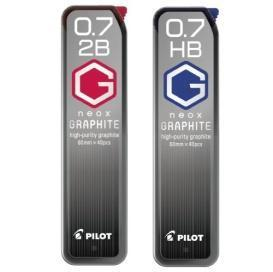 0.7
2B
G
neox
GRAPHITE
high-purity graphite
60mm × 40pcs
PILOT
0.7
HB
G
neox
GRAPHITE
high-purity graphite
60mm × 40pcs
PILOT